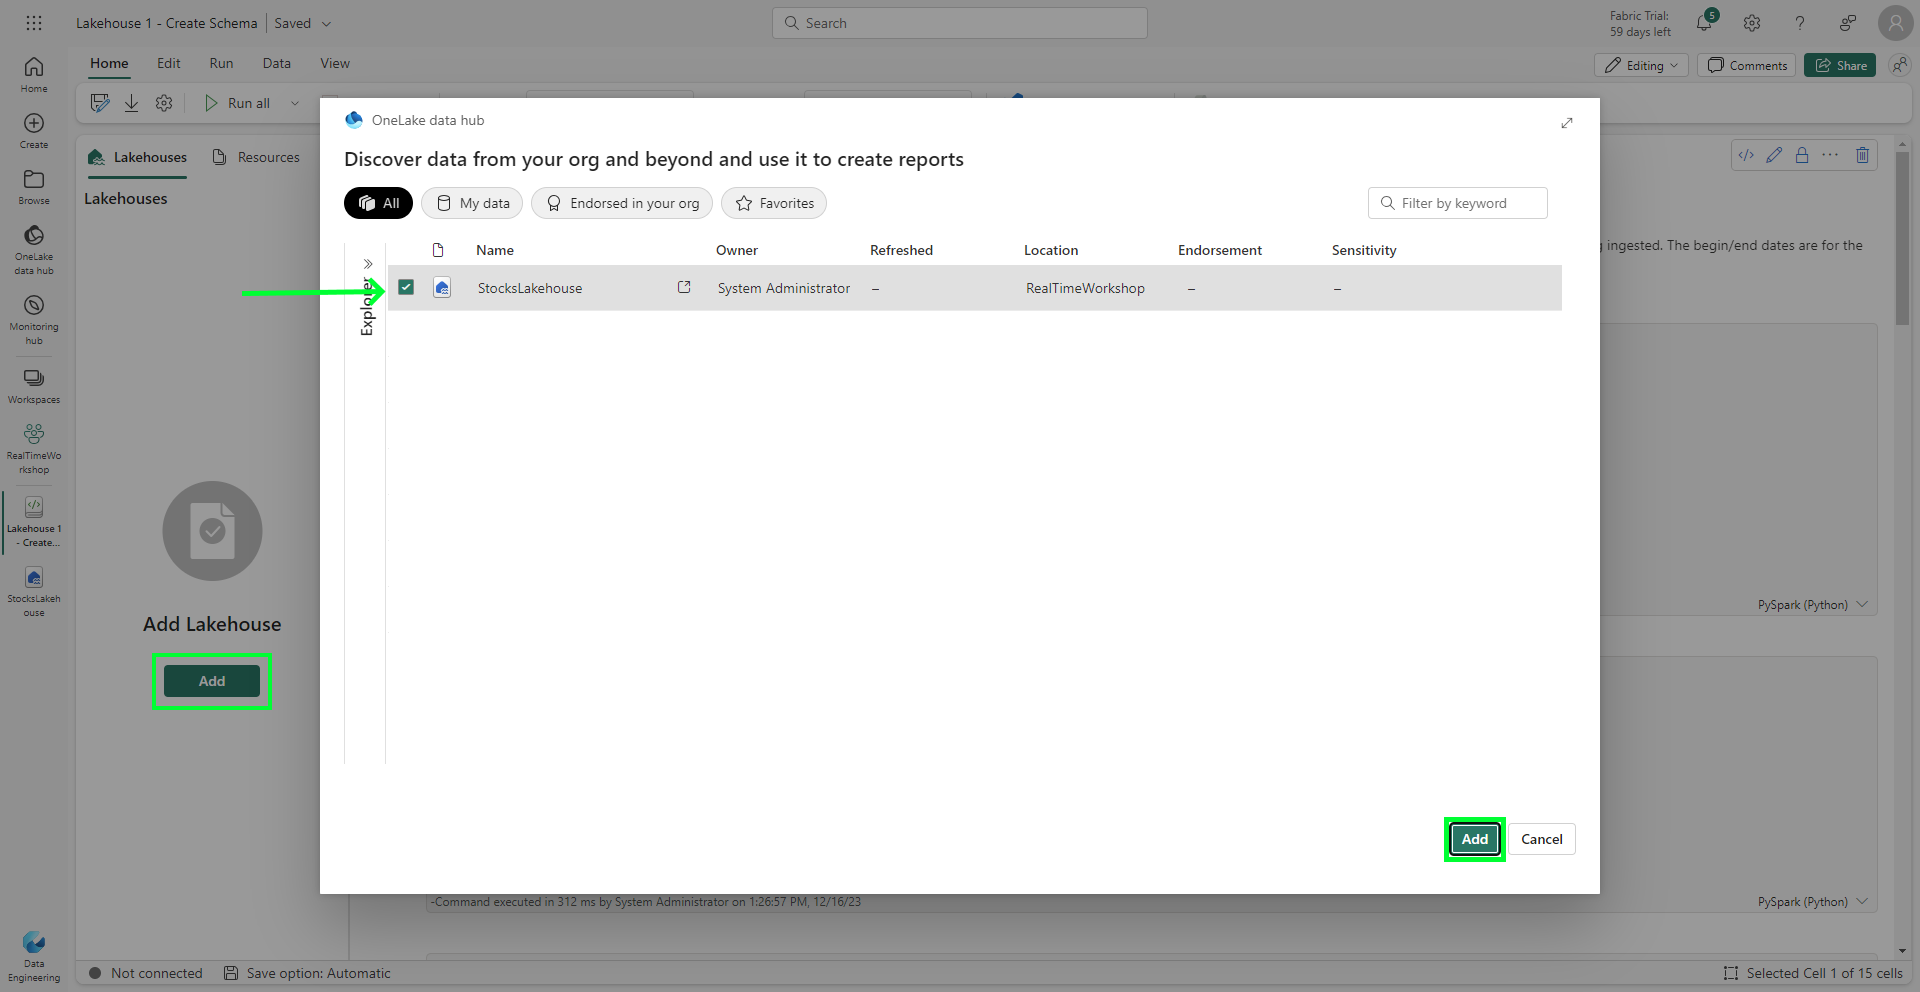 Lakehouse 1 - Create Schema
Saved
Search
Fabric Trial:
59 days left
5
Home
Edit
Run
Data
View
Editing
Comments
Share
Run all
Home
Create
Browse
OneLake
data hub
Monitoring
hub
Workspaces
RealTimeWo
rkshop
Lakehouse 1
- Create...
StocksLakeh
ouse
Data
Engineering
Lakehouses
Resources
Lakehouses
Add Lakehouse
Add
OneLake data hub
Discover data from your org and beyond and use it to create reports
All
My data
Endorsed in your org
Favorites
Filter by keyword
Explorer
Name
Owner
Refreshed
Location
Endorsement
Sensitivity
StocksLakehouse
System Administrator
–
RealTimeWorkshop
–
–
Add
Cancel
ingested. The begin/end dates are for the
PySpark (Python)
-Command executed in 312 ms by System Administrator on 1:26:57 PM, 12/16/23
PySpark (Python)
Not connected
Save option: Automatic
Selected Cell 1 of 15 cells